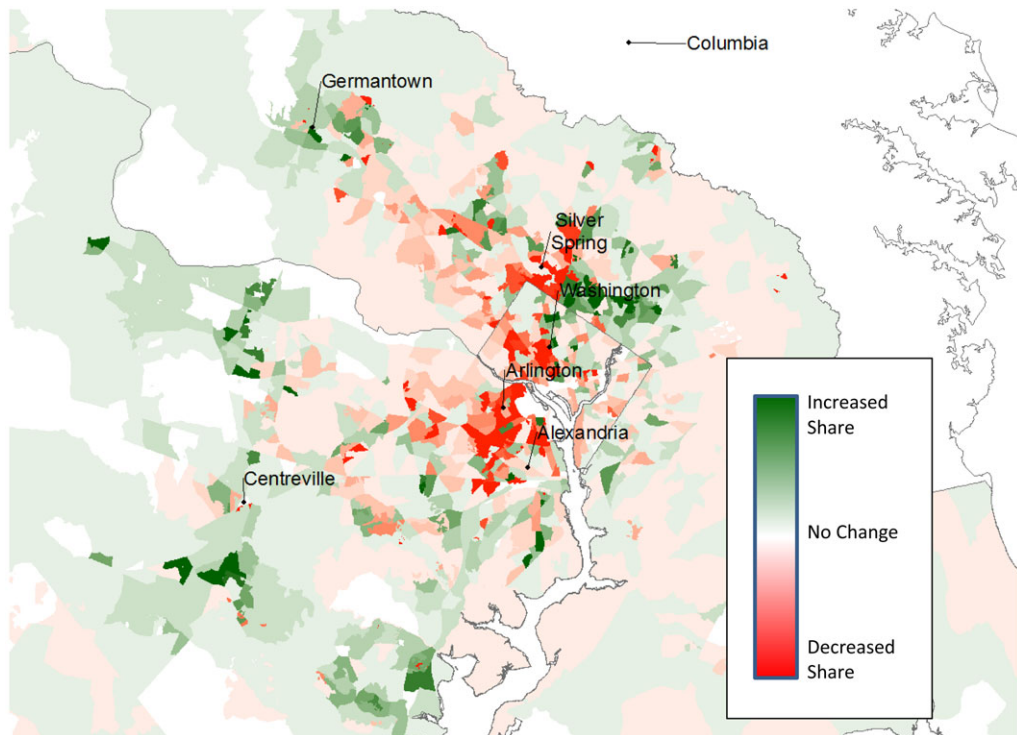 Columbia
Germantown
Silver
Spring
Washington
Arlington
Alexandria
Centreville
Increased
Share
No Change
Decreased
Share